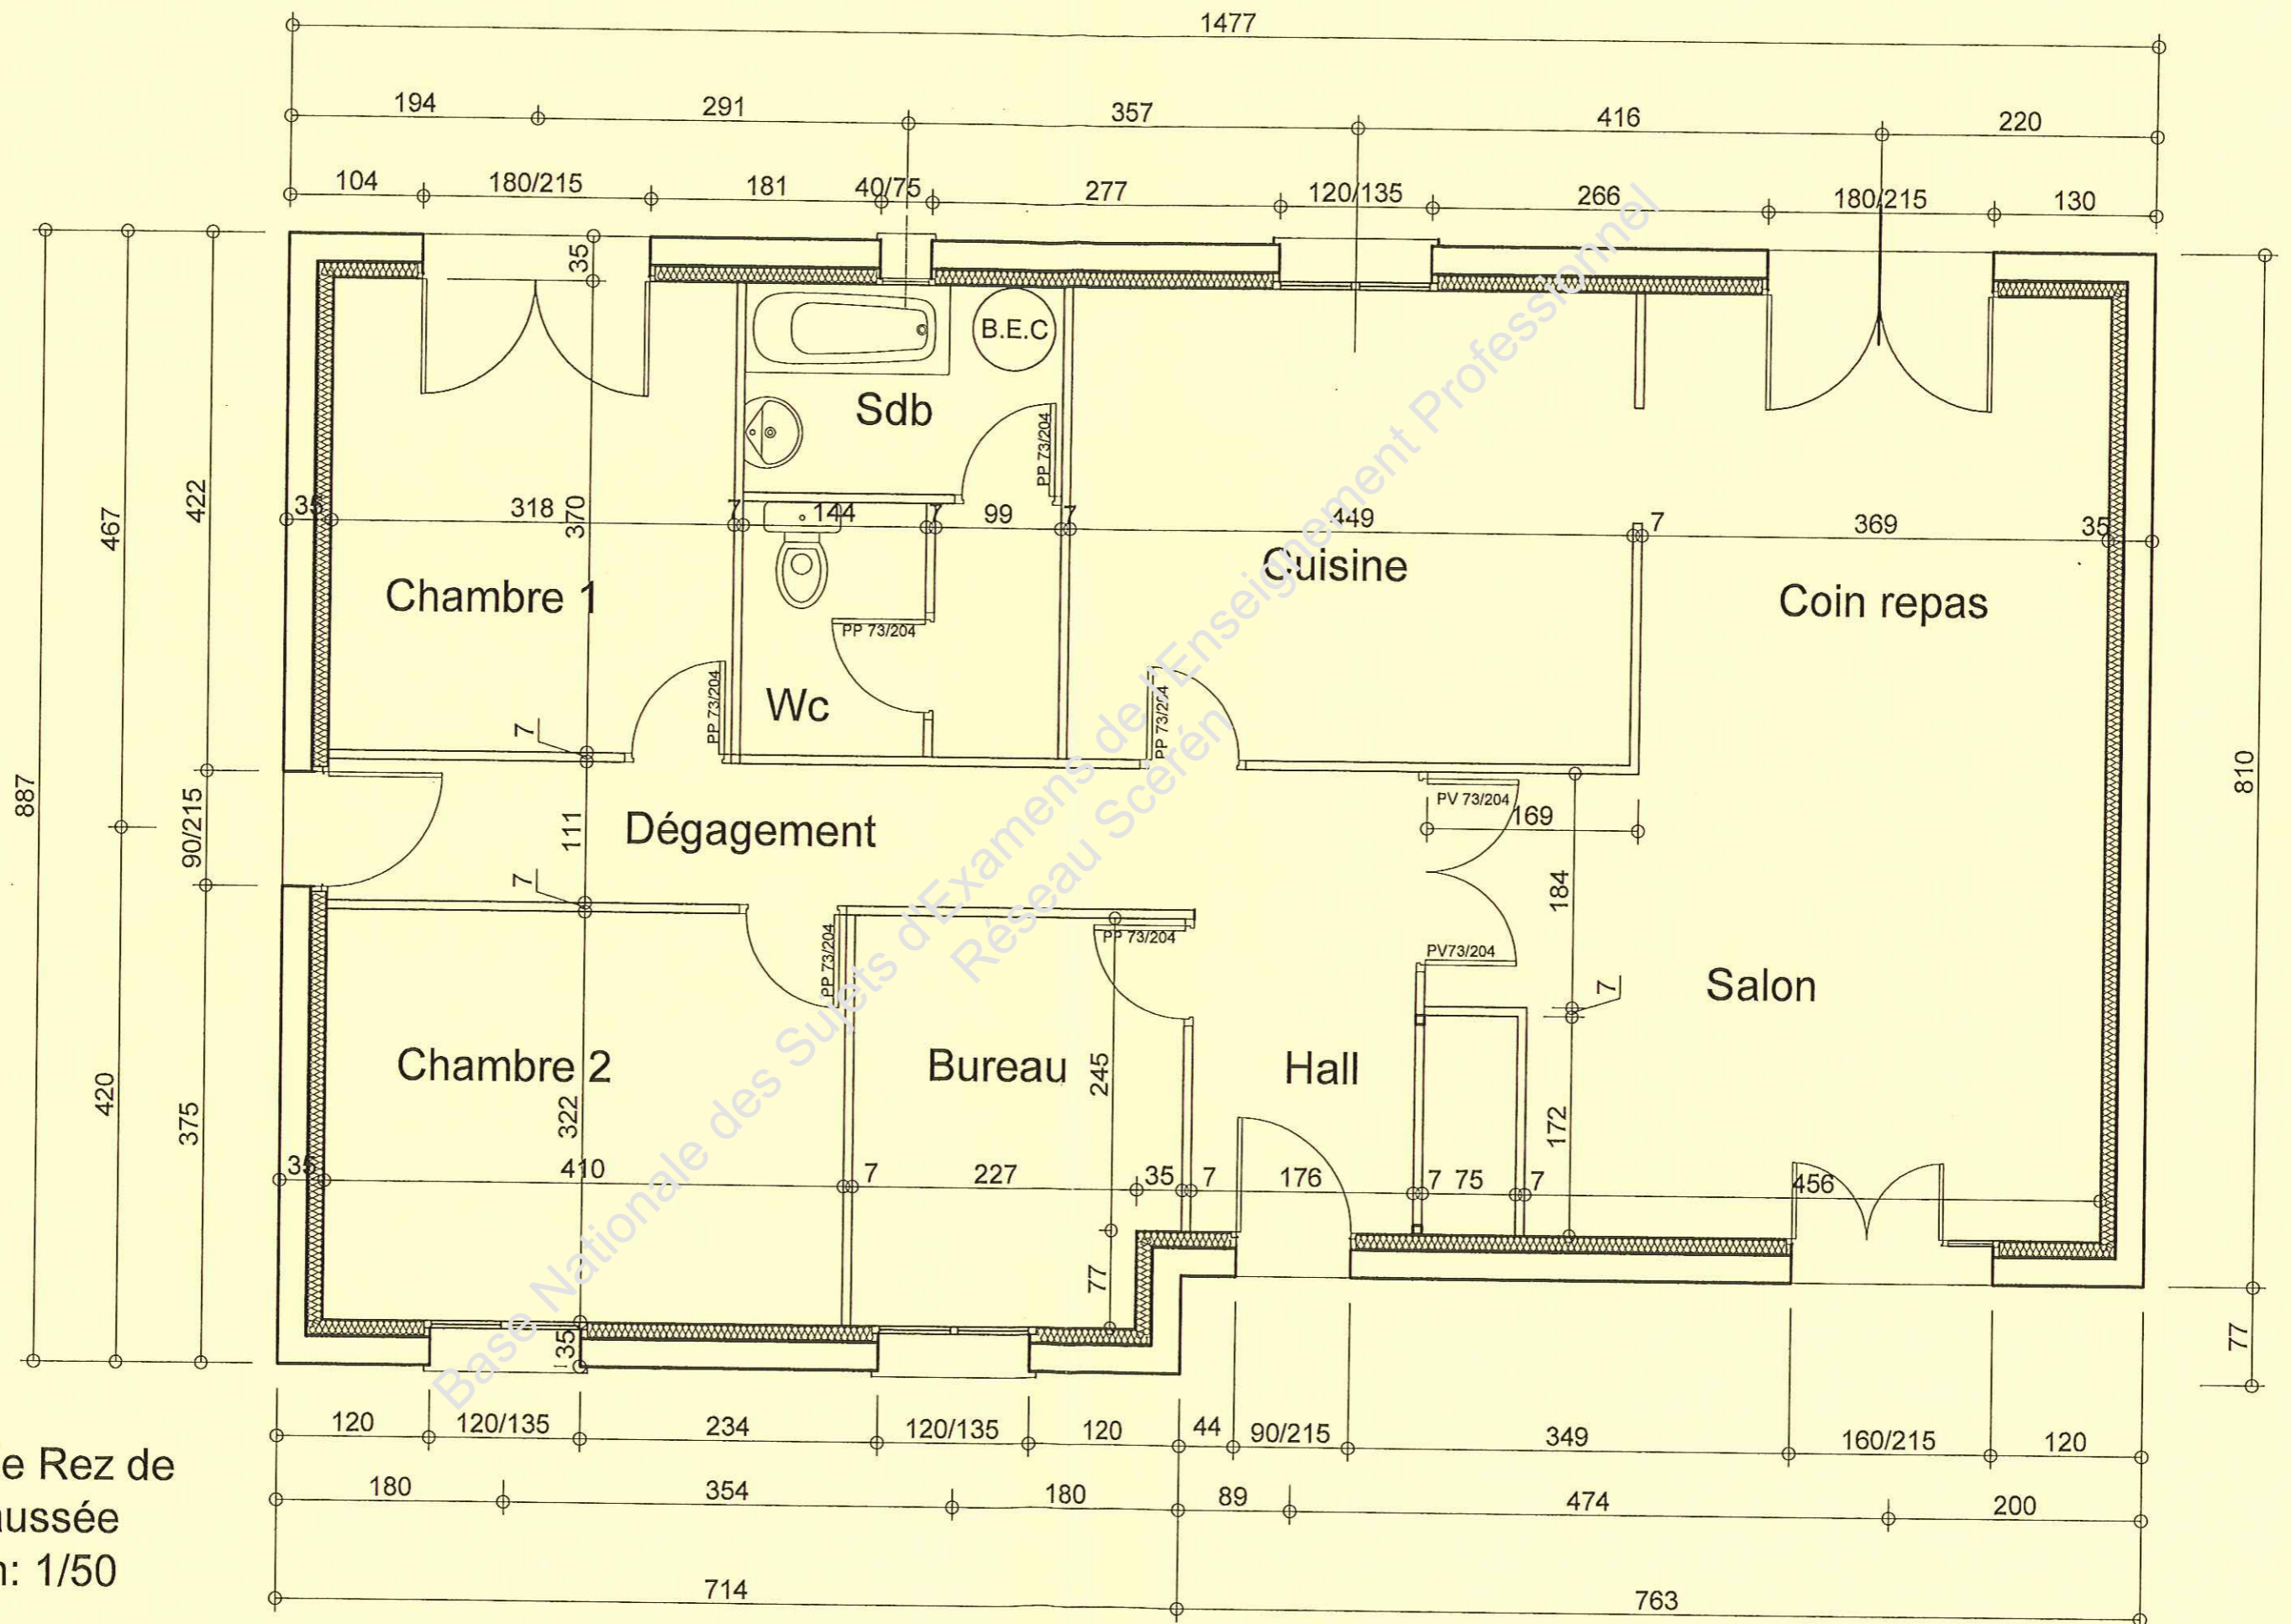 1477
194 291 357 416 220
104 180/215 181 40/75 277 120/135 266 180/215 130
35
B.E.C
Sdb
PP 73/204
887
467
422
35 318 370 7 144 7 99 7 449 7 369 35
Chambre 1
Cuisine
Coin repas
PP 73/204
Wc
PP 73/204
PP 73/204
7
90/215
111
Dégagement
PV 73/204
169
810
7
184
PP 73/204
PP 73/204
PV73/204
7
Salon
Chambre 2
Bureau
245
Hall
420
375
322
172
35 410 7 227 35 7 176 7 75 7 456
77
35
77
Base Nationale des Sujets d'Examens de l'Enseignement Professionnel
Réseau Scérén
120 120/135 234 120/135 120 44 90/215 349 160/215 120
e Rez de
180 354 180 89 474 200
aussée
: 1/50
714 763